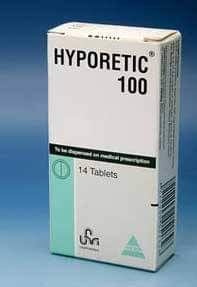 HYPORETIC®
100
To be dispensed on medical prescription
14 Tablets